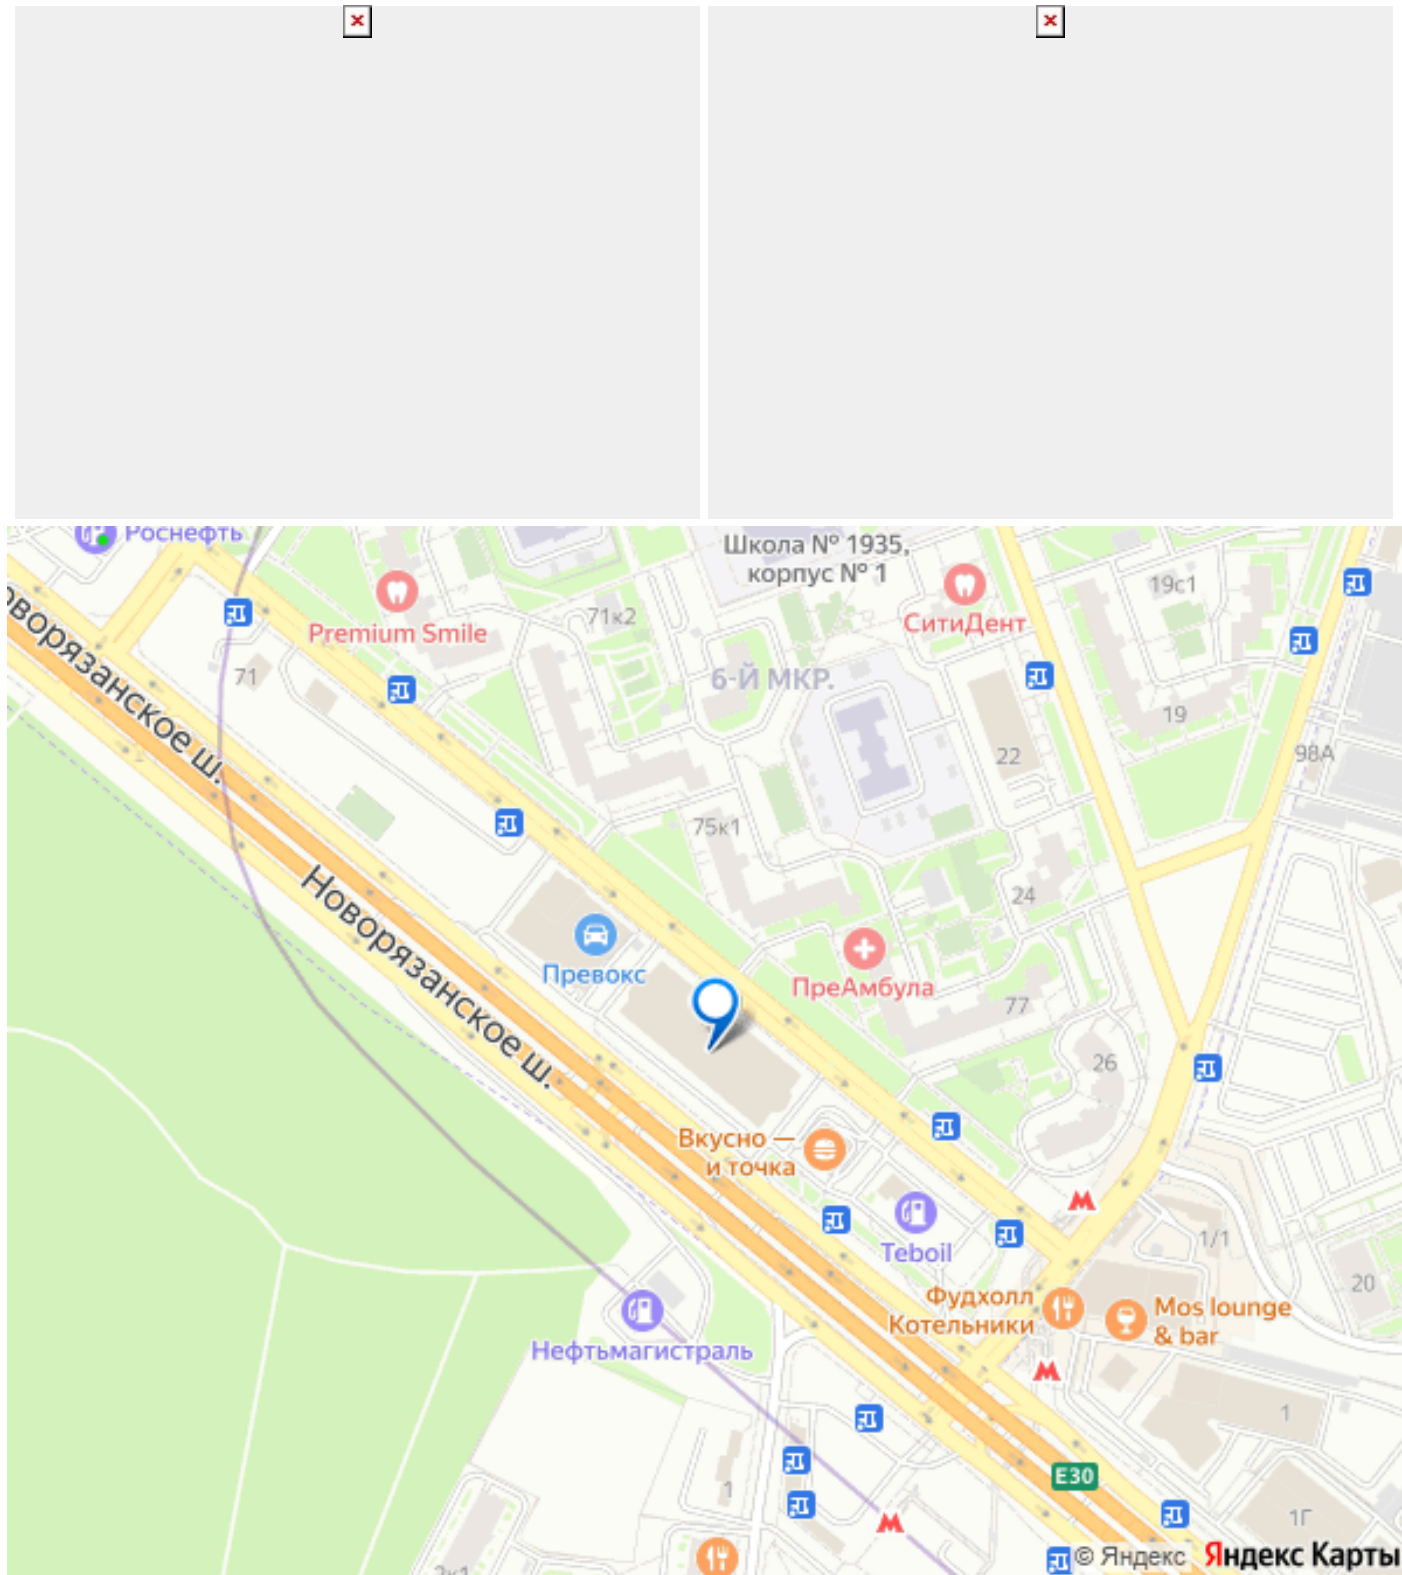 Роснефть
Школа № 1935,
корпус № 1
19с1
71к2
СитиДент
Premium Smile
71
6-Й МКР.
19
22
98А
Новорязанское ш.
75к1
24
Новорязанское ш.
Превокс
ПреАмбула
77
26
Вкусно —
и точка
Teboil
1/1
20
Фудхолл
Котельники
Mos lounge
& bar
Нефтьмагистраль
1
E30
1
1Г
2к1
© Яндекс Яндекс Карты